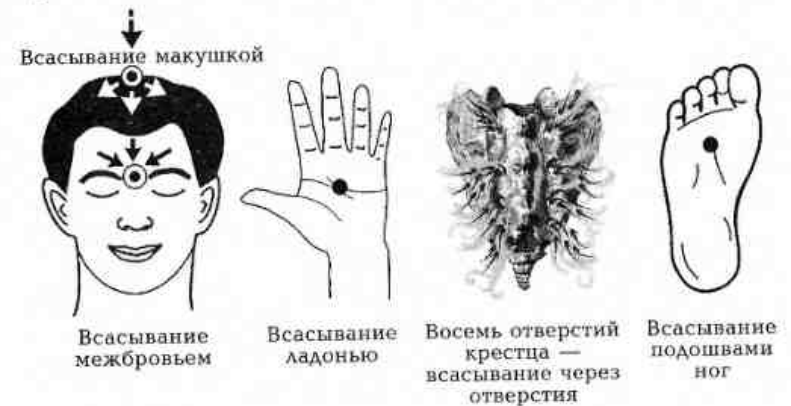 Всасывание макушкой
Всасывание
межбровьем
Всасывание
ладонью
Восемь отверстий
крестца —
всасывание через
отверстия
Всасывание
подошвами
ног